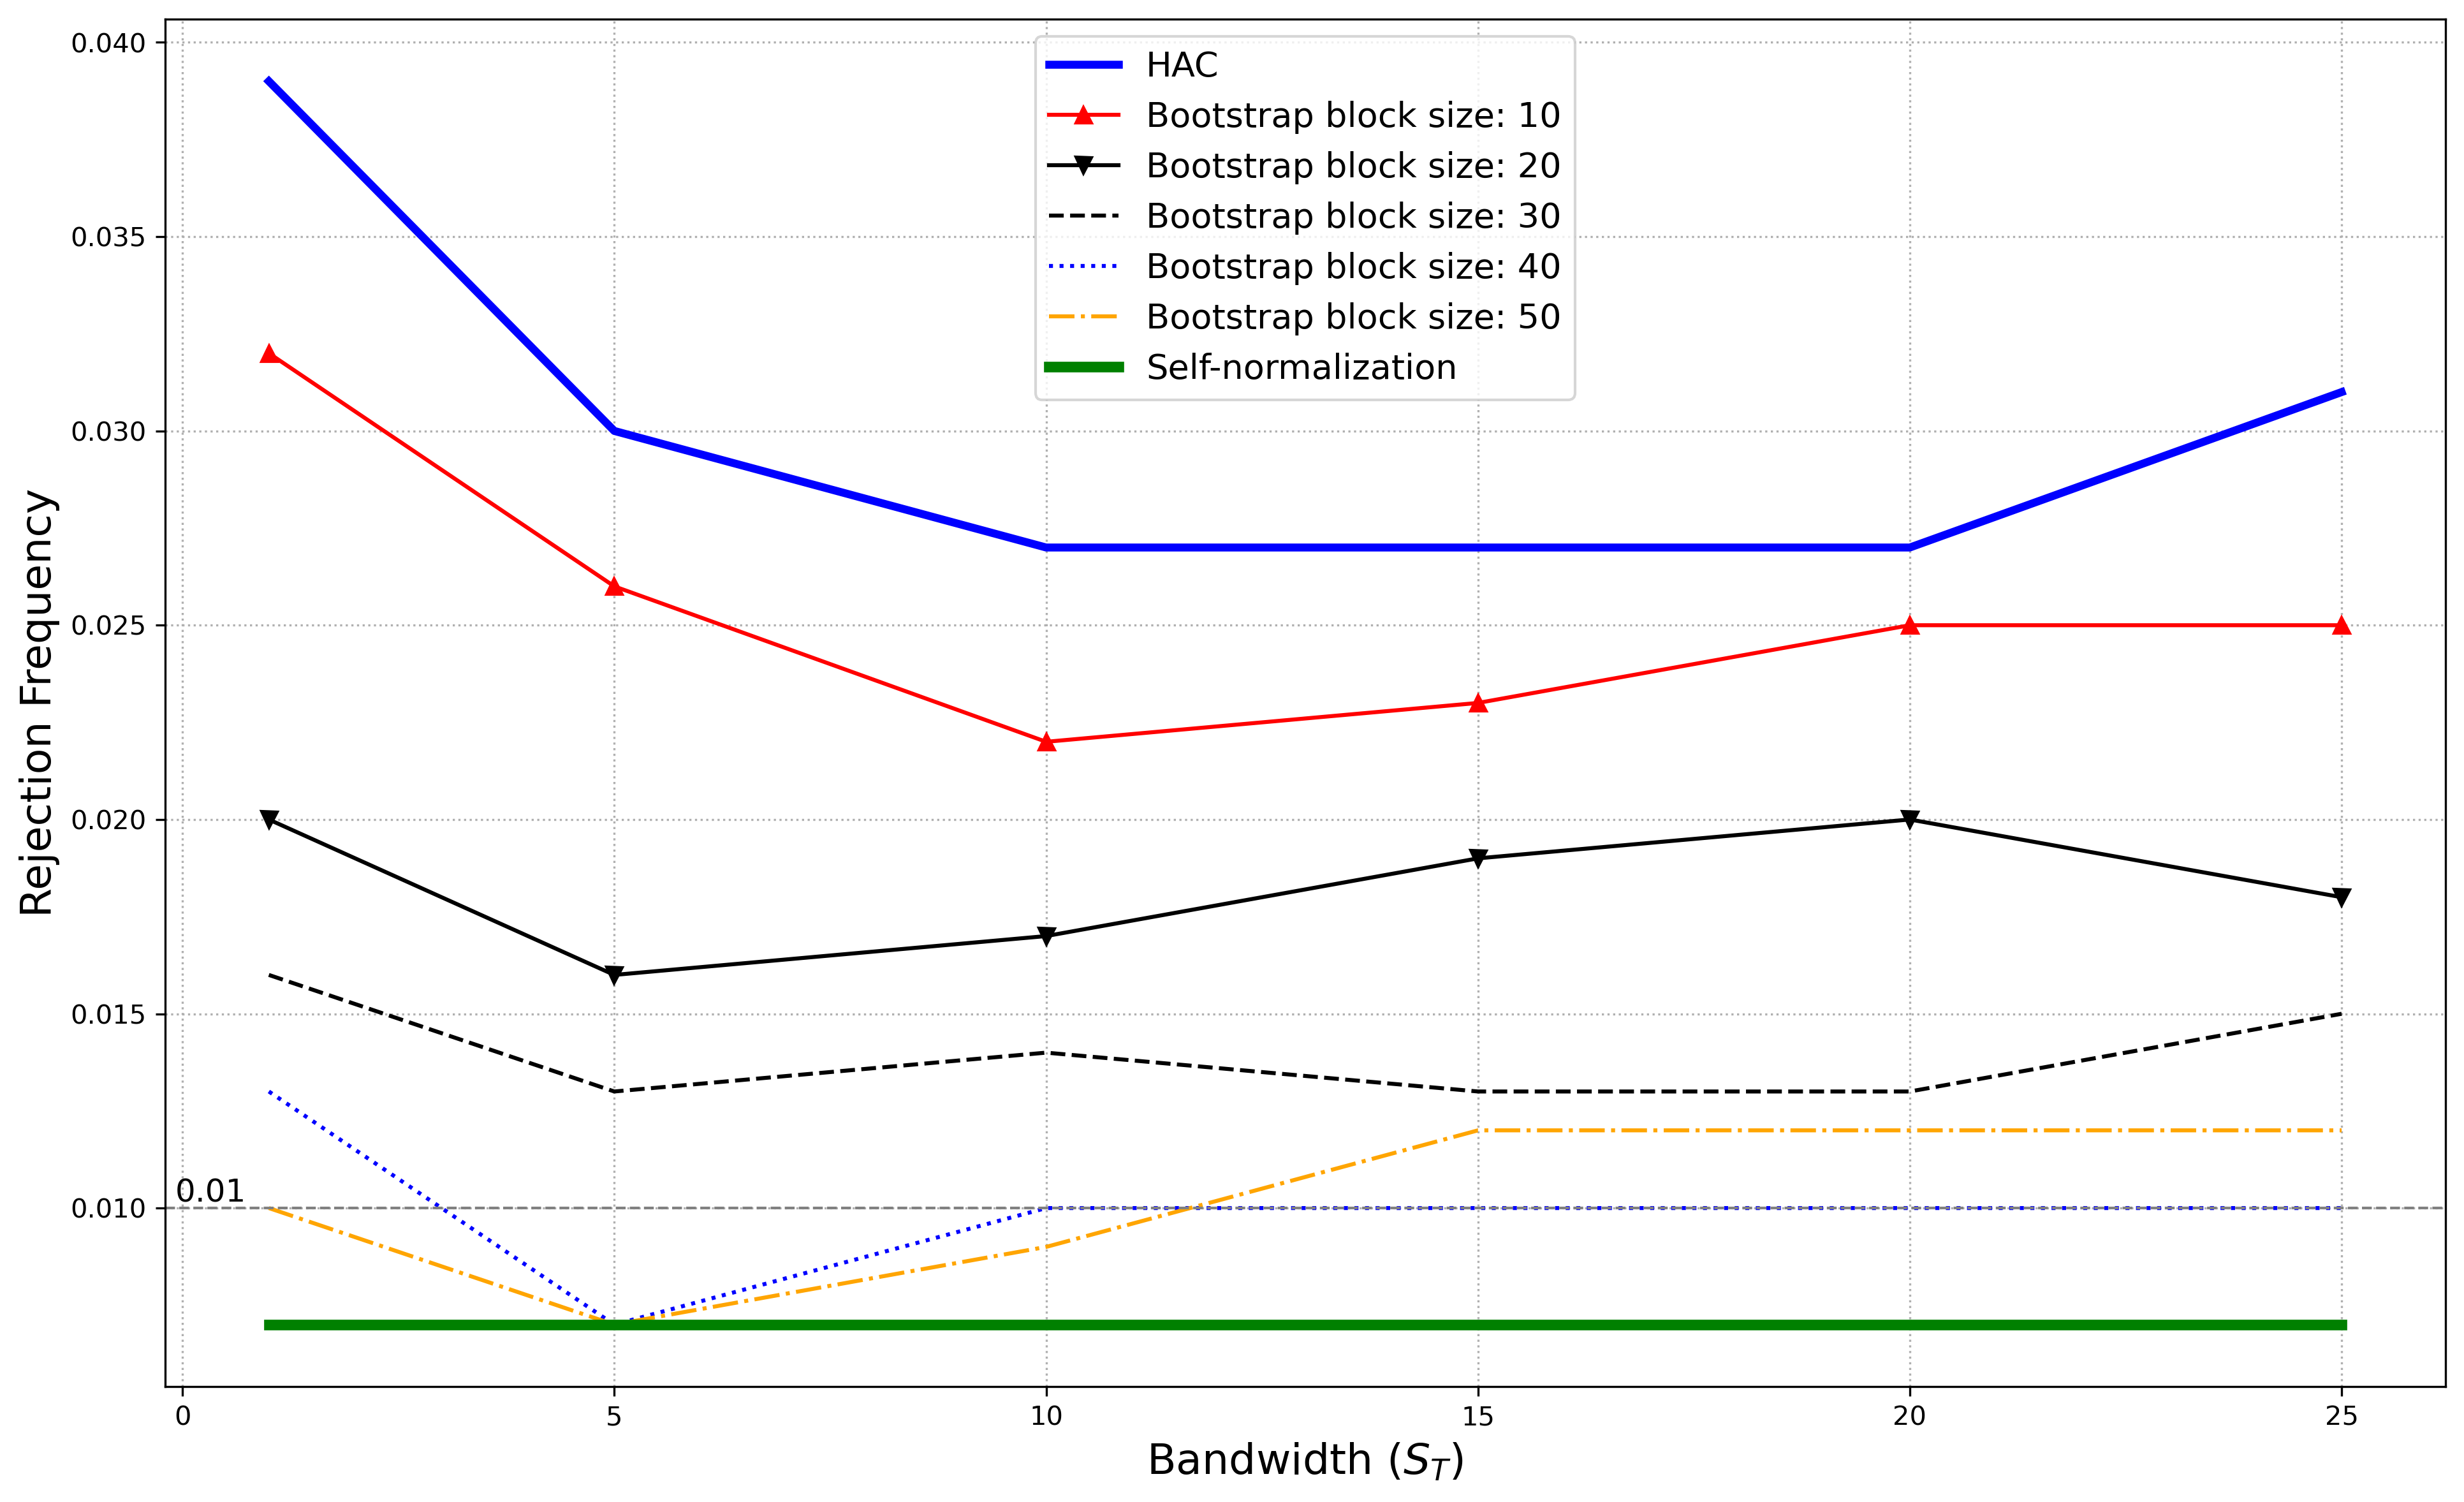 HAC
Bootstrap block size: 10
Bootstrap block size: 20
Bootstrap block size: 30
Bootstrap block size: 40
Bootstrap block size: 50
Self-normalization
Rejection Frequency
0.040
0.035
0.030
0.025
0.020
0.015
0.010
0.01
0 5 10 15 20 25
Bandwidth ($S_T$)